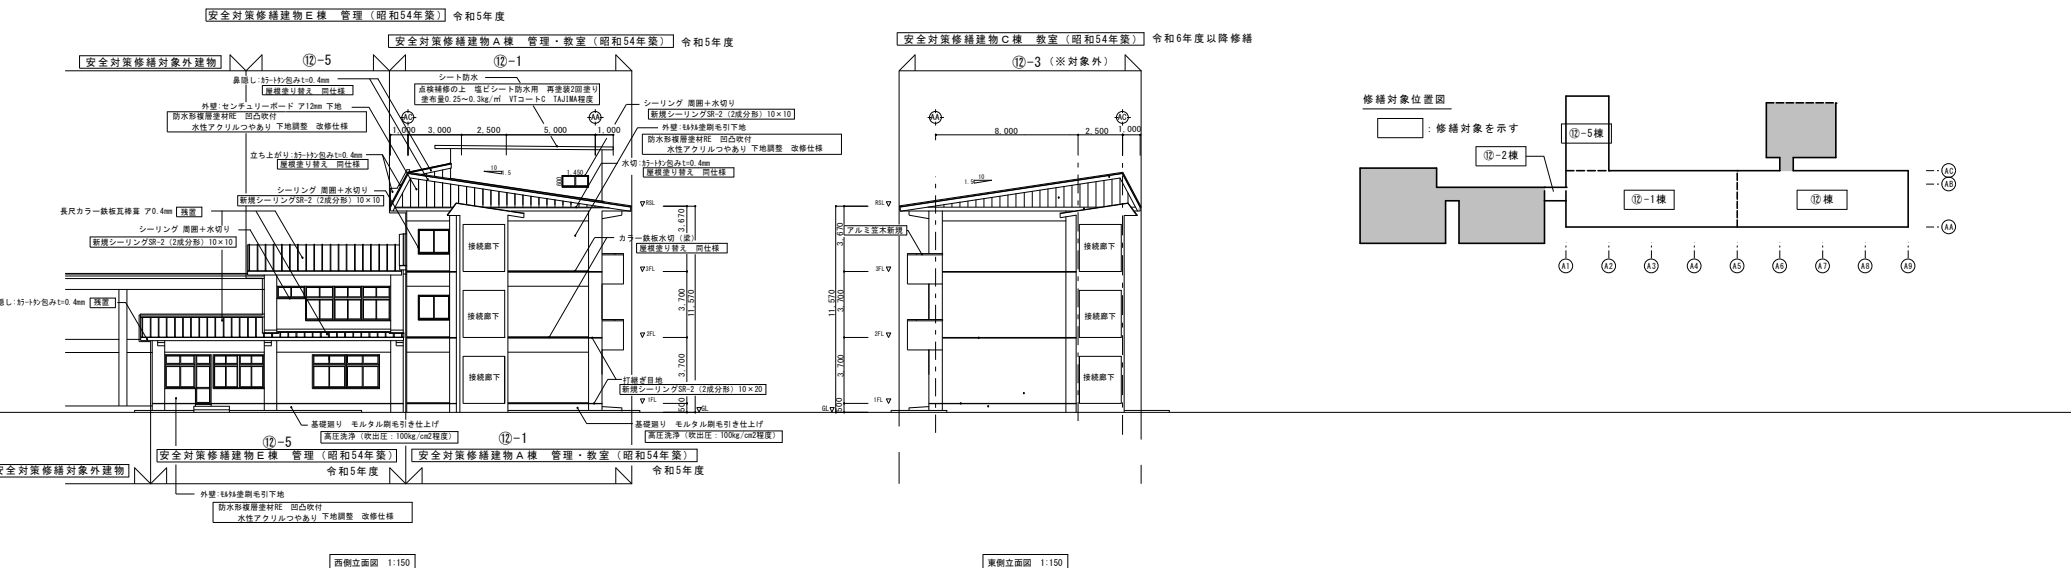 安全対策修繕建物E棟 管理(昭和54年築) 令和5年度
安全対策修繕建物A棟 管理・教室(昭和54年築) 令和5年度
安全対策修繕対象外建物
⑫-5
⑫-1
鼻隠し:カラートタン包みt=0.4mm
屋根塗り替え 同仕様
シート防水
点検補修の上 塩ビシート防水用 再塗装2回塗り
塗布量0.25~0.3kg/㎡ VTコートC TAJIMA程度
外壁:センチュリーボード ア12mm 下地
防水形複層塗材RE 凹凸吹付
水性アクリルつやあり 下地調整 改修仕様
シーリング 周囲+水切り
新規シーリングSR-2 (2成分形) 10×10
外壁:モルタル塗刷毛引下地
防水形複層塗材RE 凹凸吹付
水性アクリルつやあり 下地調整 改修仕様
AC
AA
1,000 3,000 2,500 5,000 1,000
立ち上がり:カラートタン包みt=0.4mm
屋根塗り替え 同仕様
水切:カラートタン包みt=0.4mm
屋根塗り替え 同仕様
10
1.5
1,450
600
シーリング 周囲+水切り
新規シーリングSR-2 (2成分形) 10×10
長尺カラー鉄板瓦棒葺 ア0.4mm 残置
シーリング 周囲+水切り
新規シーリングSR-2 (2成分形) 10×10
カラー鉄板水切(梁)
屋根塗り替え 同仕様
隠し:カラートタン包みt=0.4mm 残置
接続廊下
接続廊下
接続廊下
▽RSL
▽3FL
▽2FL
▽1FL
▽GL
3,670
3,700
3,700
500
11,570
打継ぎ目地
新規シーリングSR-2 (2成分形) 10×20
基礎廻り モルタル刷毛引き仕上げ
高圧洗浄(吹出圧:100kg/cm2程度)
基礎廻り モルタル刷毛引き仕上げ
高圧洗浄(吹出圧:100kg/cm2程度)
⑫-5
⑫-1
安全対策修繕建物E棟 管理(昭和54年築)
令和5年度
安全対策修繕建物A棟 管理・教室(昭和54年築)
令和5年度
安全対策修繕対象外建物
外壁:モルタル塗刷毛引下地
防水形複層塗材RE 凹凸吹付
水性アクリルつやあり 下地調整 改修仕様
西側立面図 1:150
安全対策修繕建物C棟 教室(昭和54年築) 令和6年度以降修繕
⑫-3(※対象外)
AA
AC
8,000 2,500 1,000
10
1.5
アルミ笠木新規
接続廊下
接続廊下
接続廊下
RSL▽
3FL▽
2FL▽
1FL▽
GL▽
3,670
3,700
3,700
500
11,570
東側立面図 1:150
修繕対象位置図
:修繕対象を示す
⑫-5棟
⑫-2棟
⑫-1棟
⑫棟
AC
AB
AA
A1 A2 A3 A4 A5 A6 A7 A8 A9